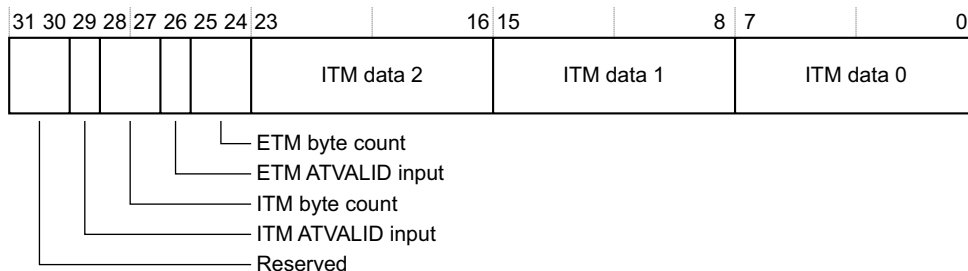 31 30 29 28 27 26 25 24 23 16 15 8 7 0
ITM data 2 ITM data 1 ITM data 0
ETM byte count
ETM ATVALID input
ITM byte count
ITM ATVALID input
Reserved